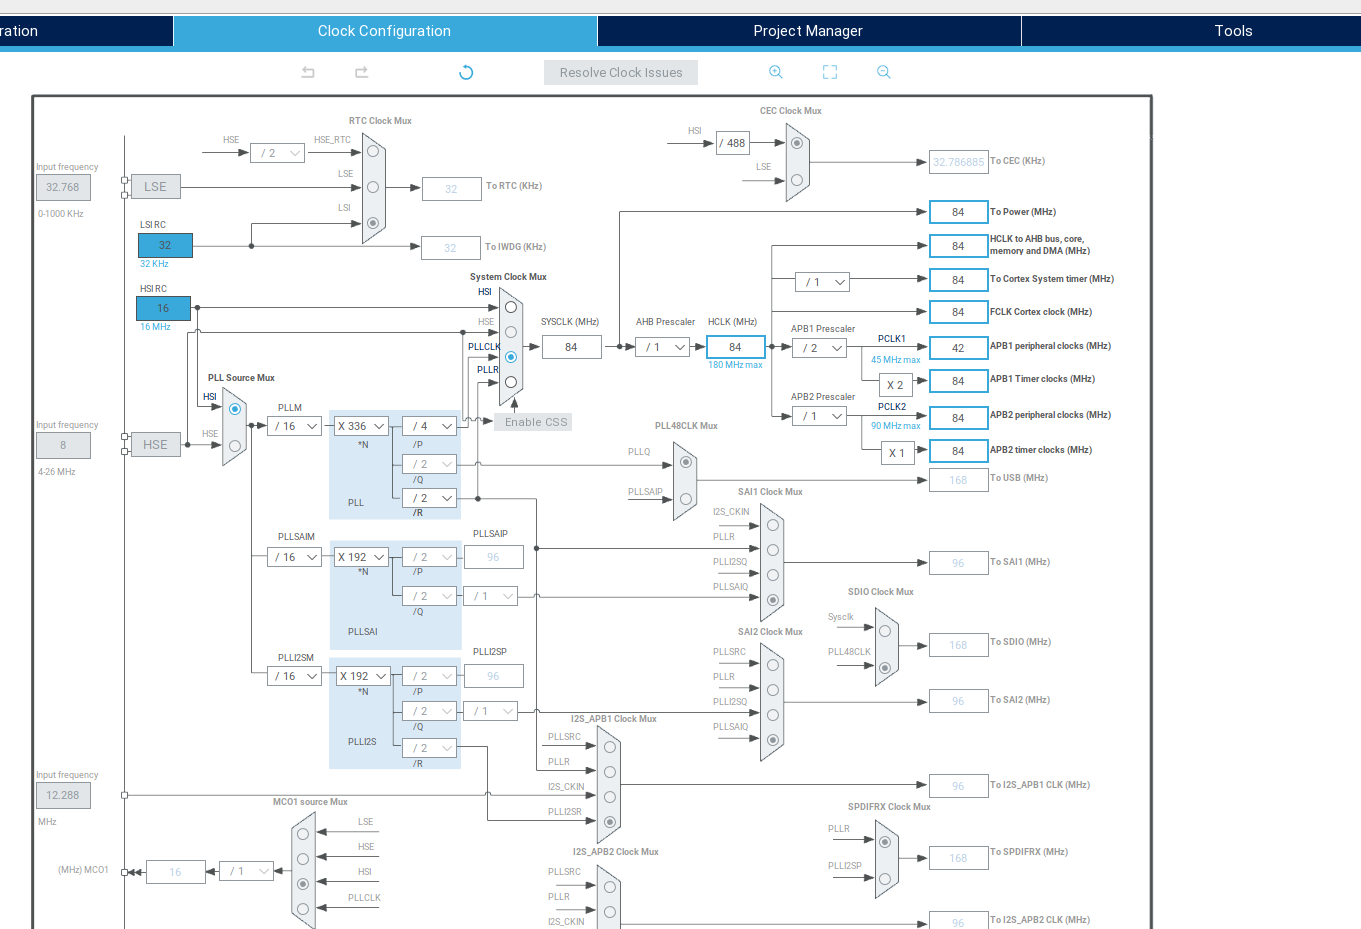 ration
Clock Configuration
Project Manager
Tools
Resolve Clock Issues
RTC Clock Mux
HSE
/ 2
HSE_RTC
LSE
LSI
Input frequency
32.768
0-1000 KHz
LSE
32
To RTC (KHz)
LSI RC
32
32 KHz
32
To IWDG (KHz)
HSI RC
16
16 MHz
CEC Clock Mux
HSI
/ 488
LSE
32.786885
To CEC (KHz)
System Clock Mux
HSI
HSE
PLLCLK
PLLR
Enable CSS
SYSCLK (MHz)
84
AHB Prescaler
/ 1
HCLK (MHz)
84
180 MHz max
84
To Power (MHz)
84
HCLK to AHB bus, core,
memory and DMA (MHz)
/ 1
84
To Cortex System timer (MHz)
84
FCLK Cortex clock (MHz)
APB1 Prescaler
/ 2
PCLK1
45 MHz max
42
APB1 peripheral clocks (MHz)
X 2
84
APB1 Timer clocks (MHz)
APB2 Prescaler
/ 1
PCLK2
90 MHz max
84
APB2 peripheral clocks (MHz)
X 1
84
APB2 timer clocks (MHz)
PLL Source Mux
HSI
HSE
Input frequency
8
4-26 MHz
HSE
PLLM
/ 16
X 336
*N
/ 4
/P
/ 2
/Q
/ 2
/R
PLL
PLL48CLK Mux
PLLQ
PLLSAIP
168
To USB (MHz)
PLLSAIM
/ 16
X 192
*N
/ 2
/P
/ 2
/Q
PLLSAI
PLLSAIP
96
/ 1
SAI1 Clock Mux
I2S_CKIN
PLLR
PLLI2SQ
PLLSAIQ
96
To SAI1 (MHz)
SDIO Clock Mux
Sysclk
PLL48CLK
168
To SDIO (MHz)
PLLI2SM
/ 16
X 192
*N
/ 2
/P
/ 2
/Q
/ 2
/R
PLLI2S
PLLI2SP
96
/ 1
SAI2 Clock Mux
PLLSRC
PLLR
PLLI2SQ
PLLSAIQ
96
To SAI2 (MHz)
I2S_APB1 Clock Mux
PLLSRC
PLLR
I2S_CKIN
PLLI2SR
96
To I2S_APB1 CLK (MHz)
Input frequency
12.288
MHz
MCO1 source Mux
LSE
HSE
HSI
PLLCLK
(MHz) MCO1
16
/ 1
SPDIFRX Clock Mux
PLLR
PLLI2SP
168
To SPDIFRX (MHz)
I2S_APB2 Clock Mux
PLLSRC
PLLR
I2S_CKIN
96
To I2S_APB2 CLK (MHz)